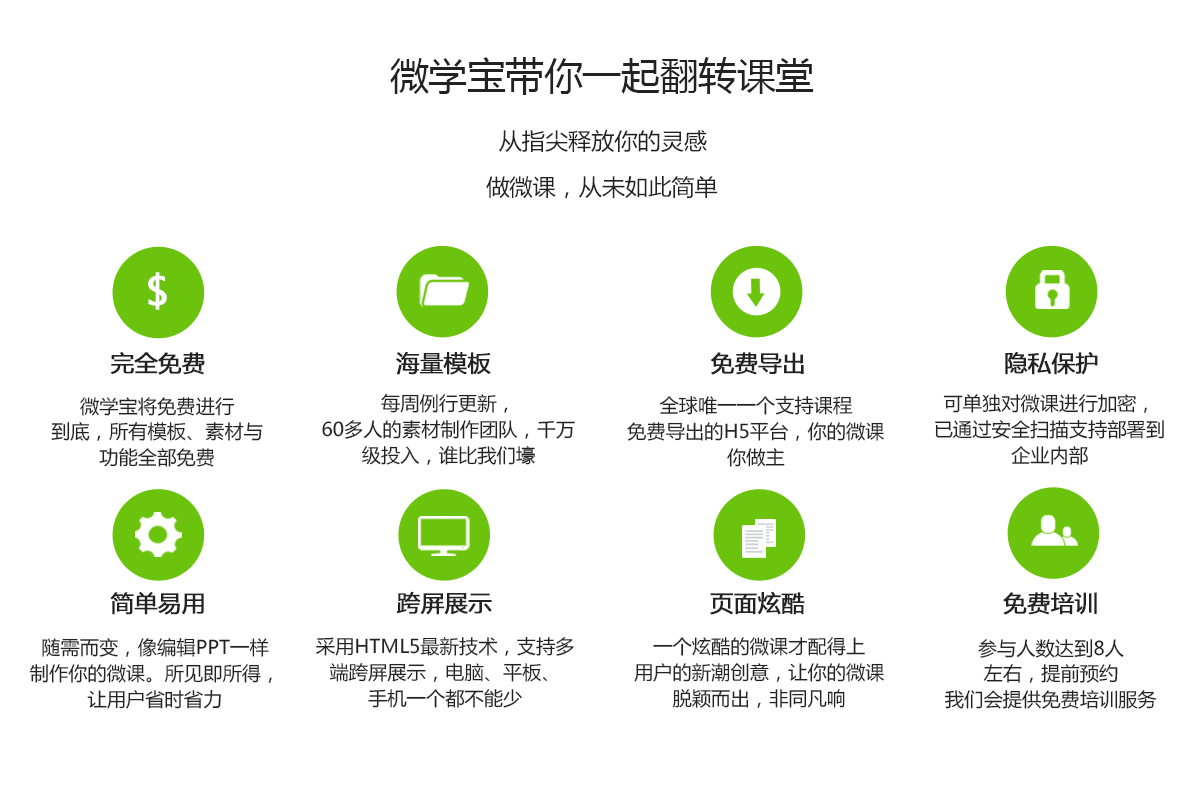 微学宝带你一起翻转课堂
从指尖释放你的灵感
做微课，从未如此简单
$
完全免费
微学宝将免费进行
到底，所有模板、素材与
功能全部免费
海量模板
每周例行更新，
60多人的素材制作团队，千万
级投入，谁比我们壕
免费导出
全球唯一一个支持课程
免费导出的H5平台，你的微课
你做主
隐私保护
可单独对微课进行加密，
已通过安全扫描支持部署到
企业内部
简单易用
随需而变，像编辑PPT一样
制作你的微课。所见即所得，
让用户省时省力
跨屏展示
采用HTML5最新技术，支持多
端跨屏展示，电脑、平板、
手机一个都不能少
页面炫酷
一个炫酷的微课才配得上
用户的新潮创意，让你的微课
脱颖而出，非同凡响
免费培训
参与人数达到8人
左右，提前预约
我们会提供免费培训服务